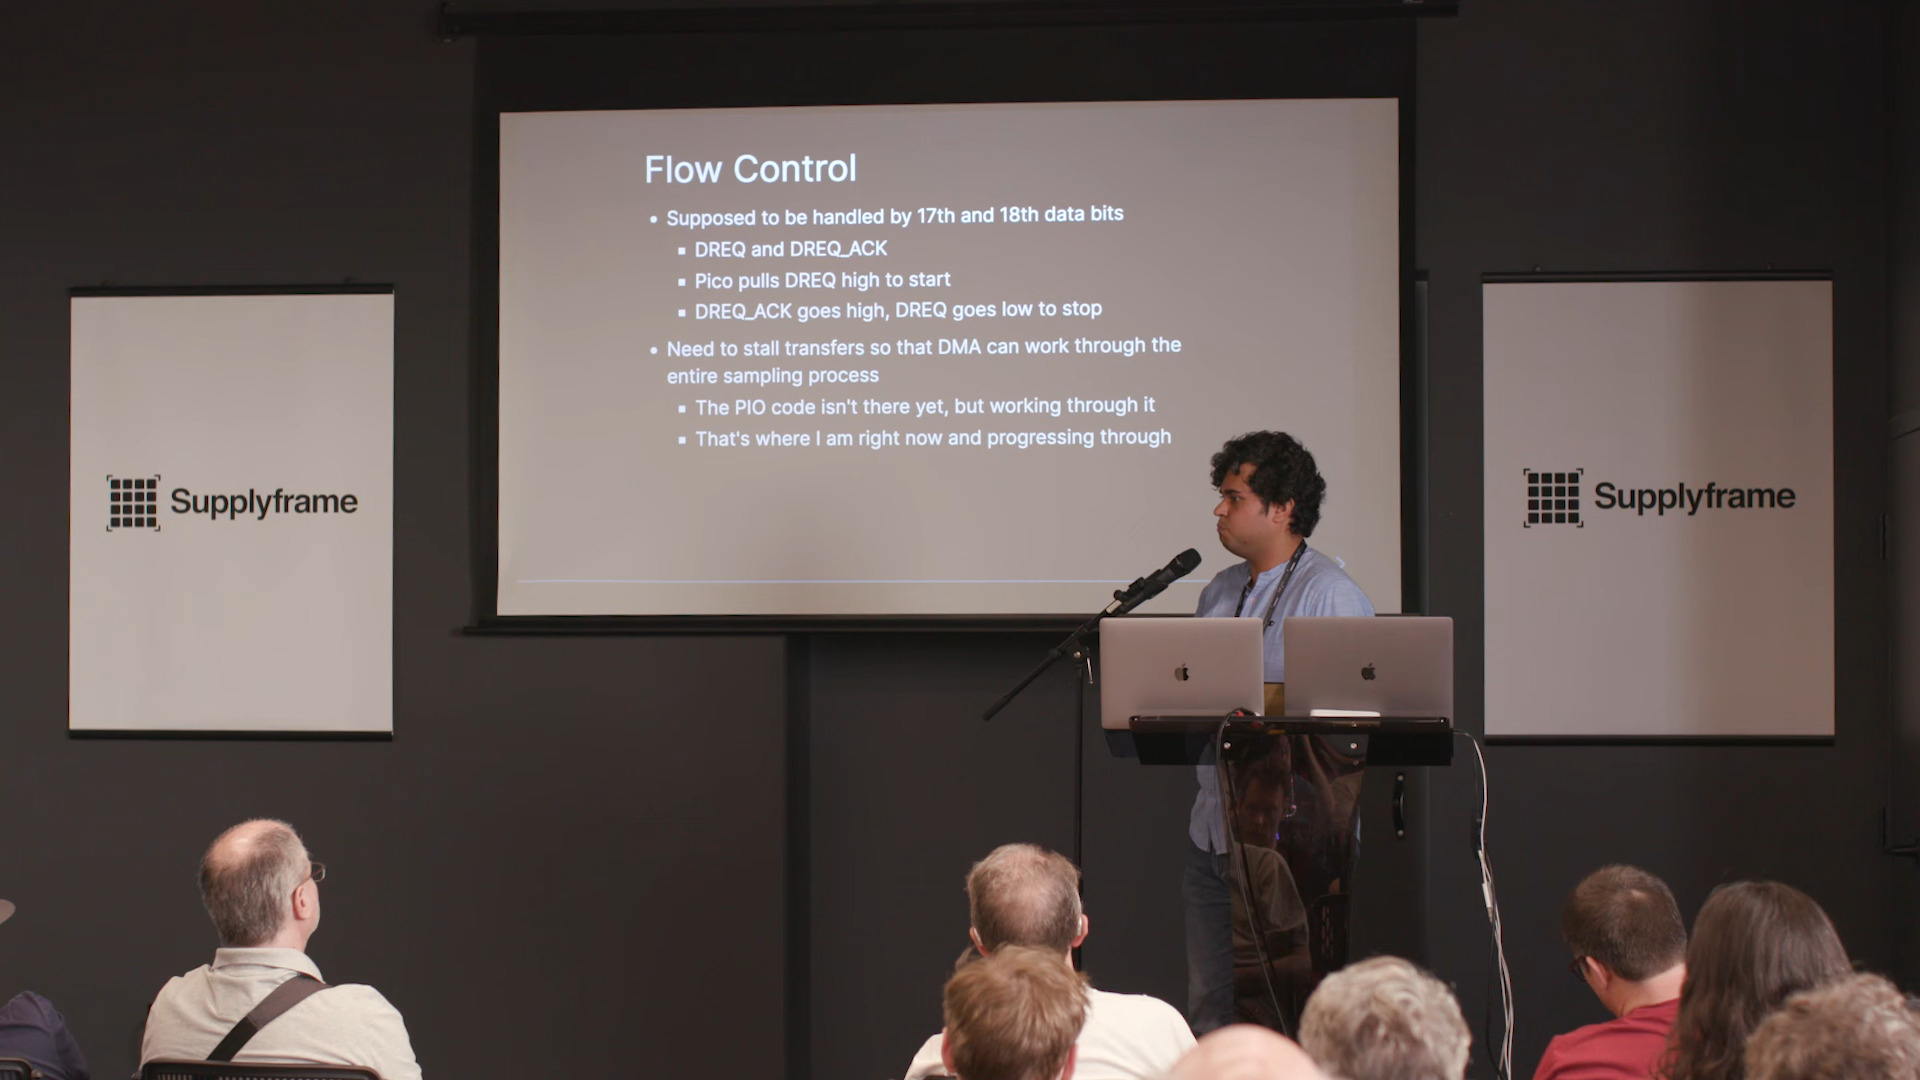 Flow Control
Supposed to be handled by 17th and 18th data bits
DREQ and DREQ_ACK
Pico pulls DREQ high to start
DREQ_ACK goes high, DREQ goes low to stop
Need to stall transfers so that DMA can work through the
entire sampling process
The PIO code isn't there yet, but working through it
That's where I am right now and progressing through
Supplyframe
Supplyframe